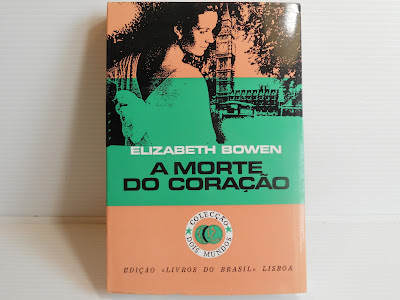 ELIZABETH BOWEN
A MORTE
DO CORAÇÃO
COLECÇÃO
DOIS MUNDOS
EDIÇÃO «LIVROS DO BRASIL» LISBOA